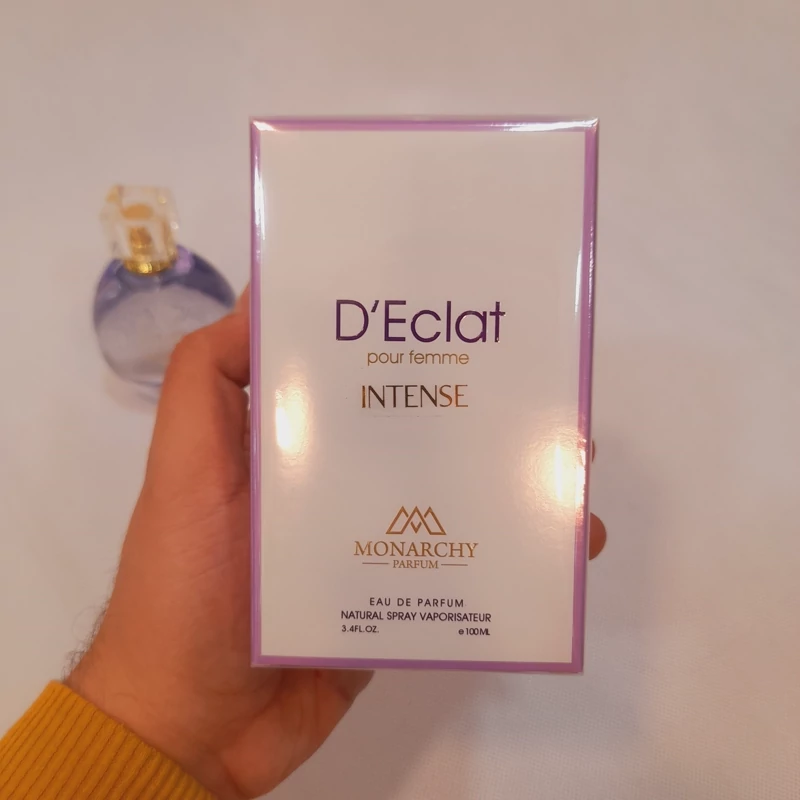 D'Eclat
pour femme
INTENSE
MONARCHY
PARFUM
EAU DE PARFUM
NATURAL SPRAY VAPORISATEUR
3.4FL.OZ. e100ML